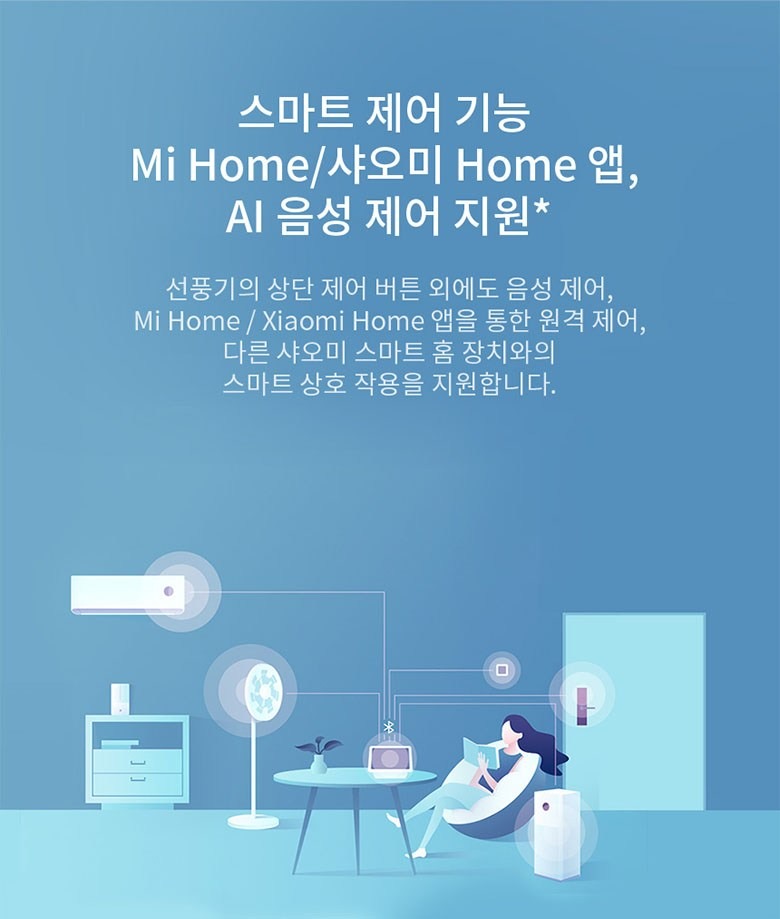 스마트 제어 기능
Mi Home/샤오미 Home 앱,
AI 음성 제어 지원*
선풍기의 상단 제어 버튼 외에도 음성 제어,
Mi Home / Xiaomi Home 앱을 통한 원격 제어,
다른 샤오미 스마트 홈 장치와의
스마트 상호 작용을 지원합니다.